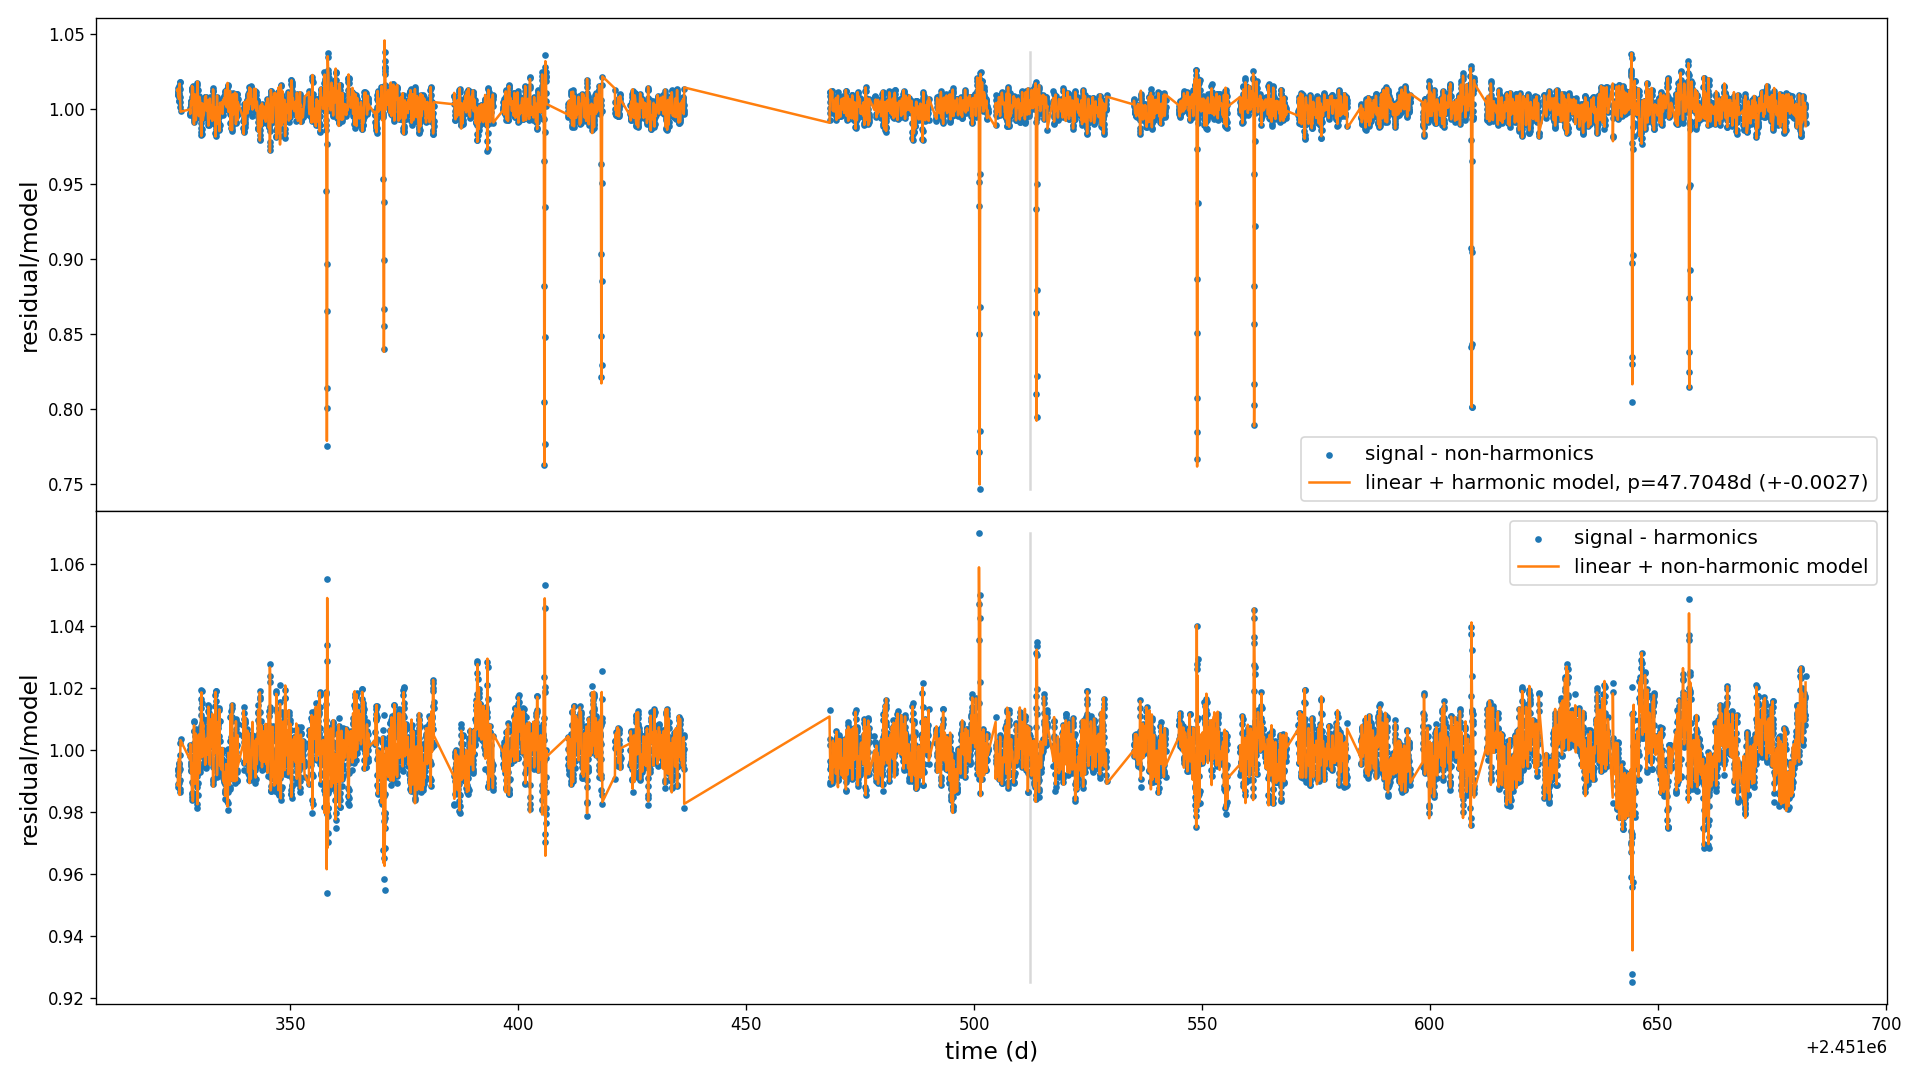 1.05
1.00
0.95
0.90
0.85
0.80
0.75
residual/model
signal - non-harmonics
linear + harmonic model, p=47.7048d (+-0.0027)
1.06
1.04
1.02
1.00
0.98
0.96
0.94
0.92
residual/model
signal - harmonics
linear + non-harmonic model
350 400 450 500 550 600 650 700
time (d)
+2.451e6